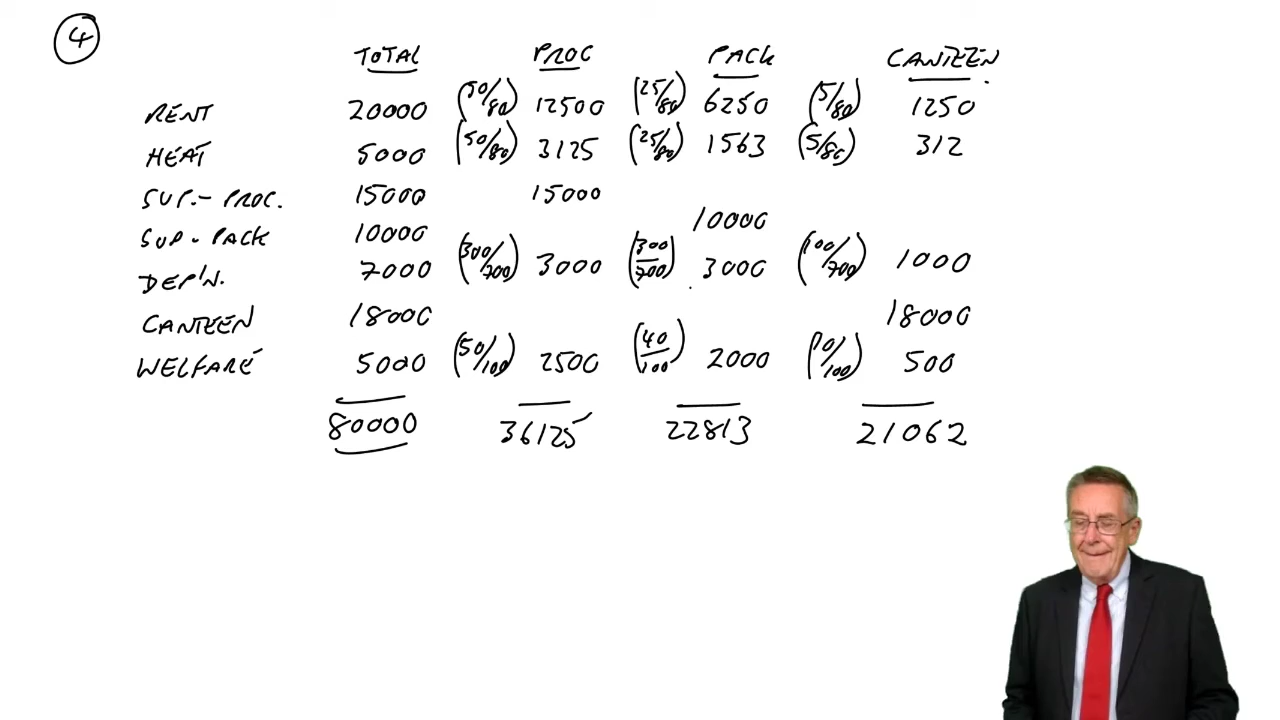 4
TOTAL PROC PACK CANTEEN
RENT 20000 (50/80) 12500 (25/80) 6250 (5/80) 1250
HEAT 5000 (50/80) 3125 (25/80) 1563 (5/80) 312
SUP.- PROC. 15000 15000
SUP - PACK 10000 10000
DEP'N. 7000 (300/700) 3000 (300/700) 3000 (100/700) 1000
CANTEEN 18000 18000
WELFARE 5000 (50/100) 2500 (40/100) 2000 (10/100) 500
80000 36125 22813 21062